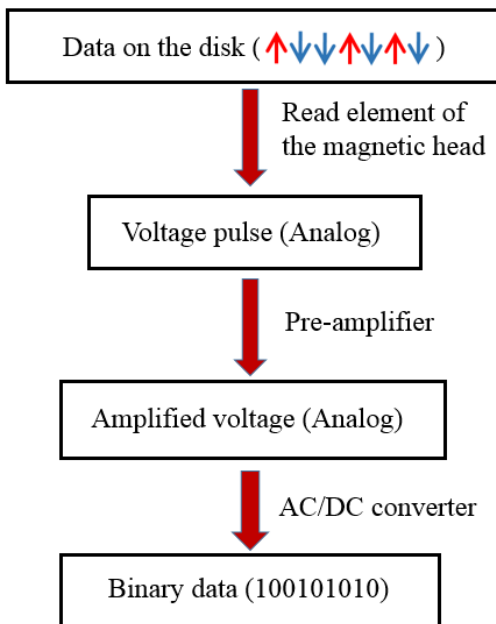 Data on the disk (↑↓↓↑↓↑↓)
Read element of
the magnetic head
Voltage pulse (Analog)
Pre-amplifier
Amplified voltage (Analog)
AC/DC converter
Binary data (100101010)